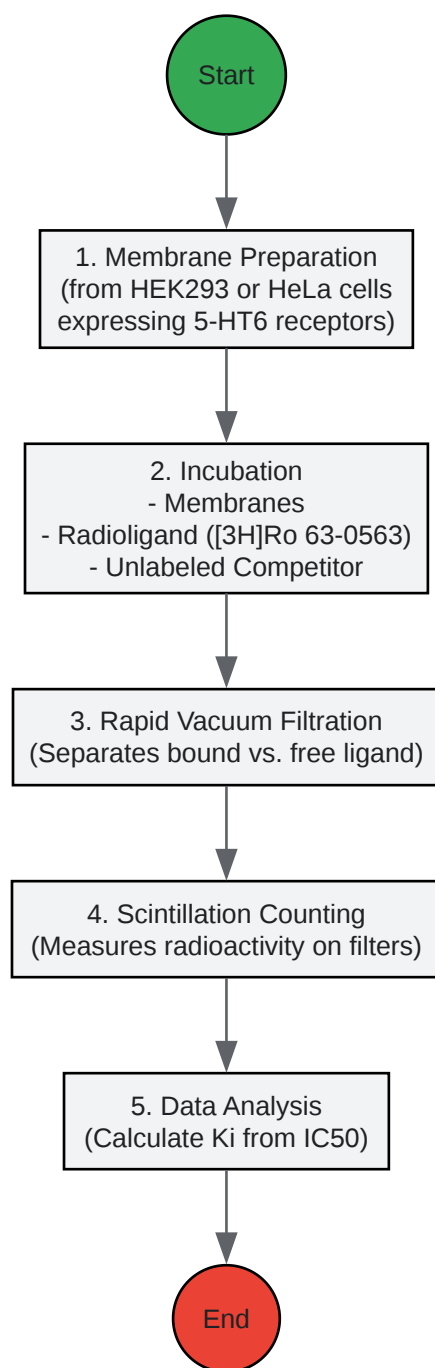 Start
1. Membrane Preparation
(from HEK293 or HeLa cells
expressing 5-HT6 receptors)
2. Incubation
- Membranes
- Radioligand ([3H]Ro 63-0563)
- Unlabeled Competitor
3. Rapid Vacuum Filtration
(Separates bound vs. free ligand)
4. Scintillation Counting
(Measures radioactivity on filters)
5. Data Analysis
(Calculate Ki from IC50)
End